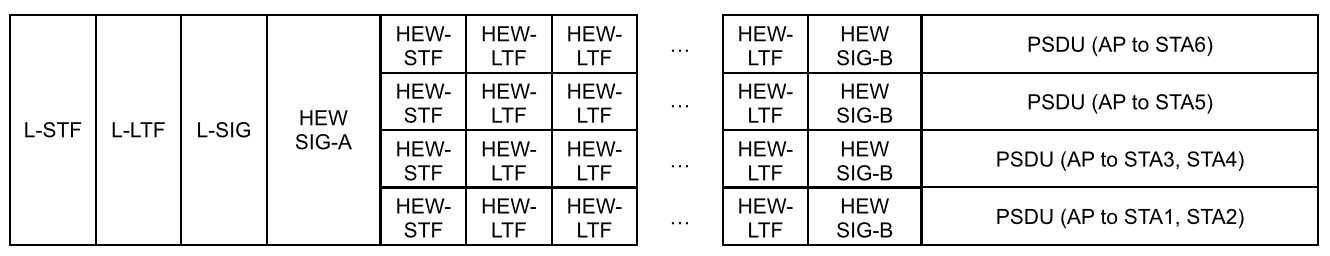 L-STF L-LTF L-SIG HEW SIG-A
HEW-STF HEW-LTF HEW-LTF … HEW-LTF HEW SIG-B PSDU (AP to STA6)
HEW-STF HEW-LTF HEW-LTF … HEW-LTF HEW SIG-B PSDU (AP to STA5)
HEW-STF HEW-LTF HEW-LTF … HEW-LTF HEW SIG-B PSDU (AP to STA3, STA4)
HEW-STF HEW-LTF HEW-LTF … HEW-LTF HEW SIG-B PSDU (AP to STA1, STA2)